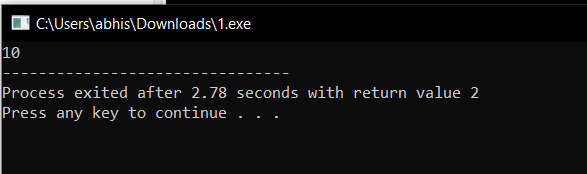 C:\Users\abhis\Downloads\1.exe
10
--------------------------------
Process exited after 2.78 seconds with return value 2
Press any key to continue . . .